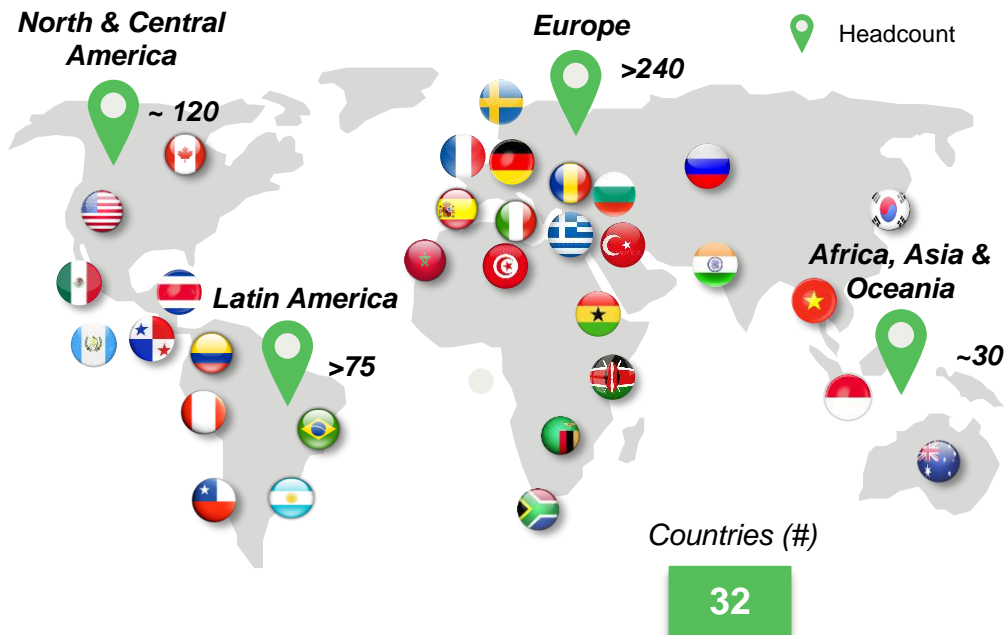 North & Central
America
~ 120
Europe
>240
Headcount
Latin America
>75
Africa, Asia &
Oceania
~30
Countries (#)
32